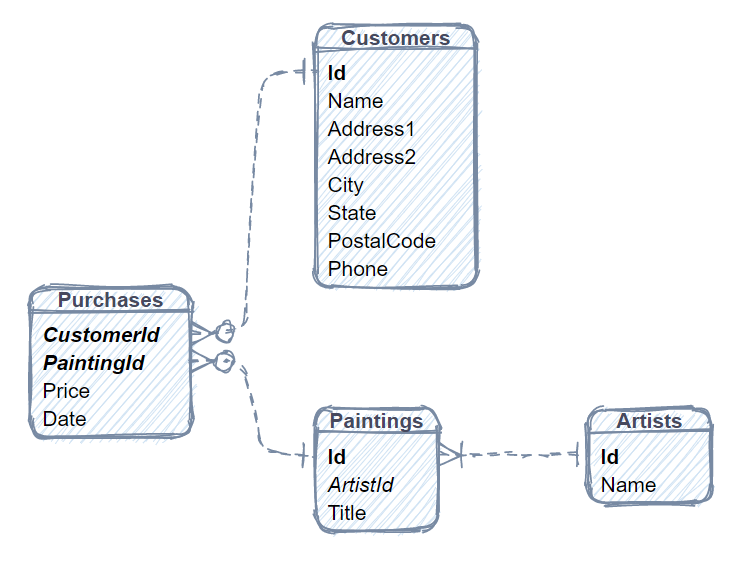 Customers
Id
Name
Address1
Address2
City
State
PostalCode
Phone
Purchases
CustomerId
PaintingId
Price
Date
Paintings
Id
ArtistId
Title
Artists
Id
Name